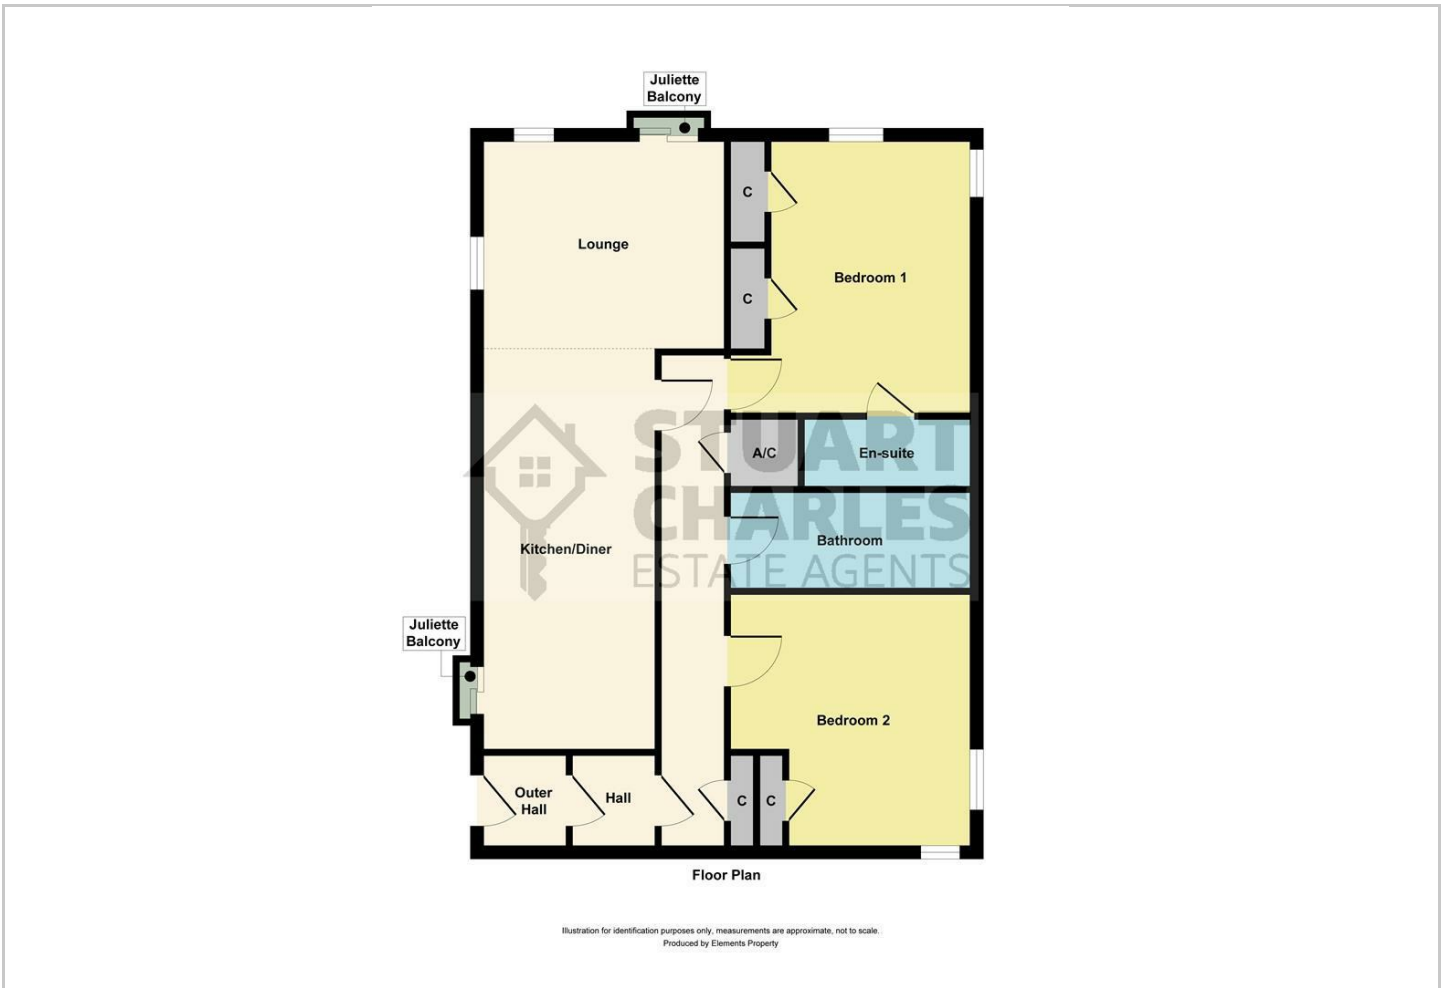 Juliette
Balcony
C
Lounge
Bedroom 1
C
STUART
A/C
En-suite
CHARLES
Bathroom
Kitchen/Diner
ESTATE AGENTS
Juliette
Balcony
Bedroom 2
Outer
Hall
Hall
C
C
Floor Plan
Illustration for identification purposes only, measurements are approximate, not to scale.
Produced by Elements Property